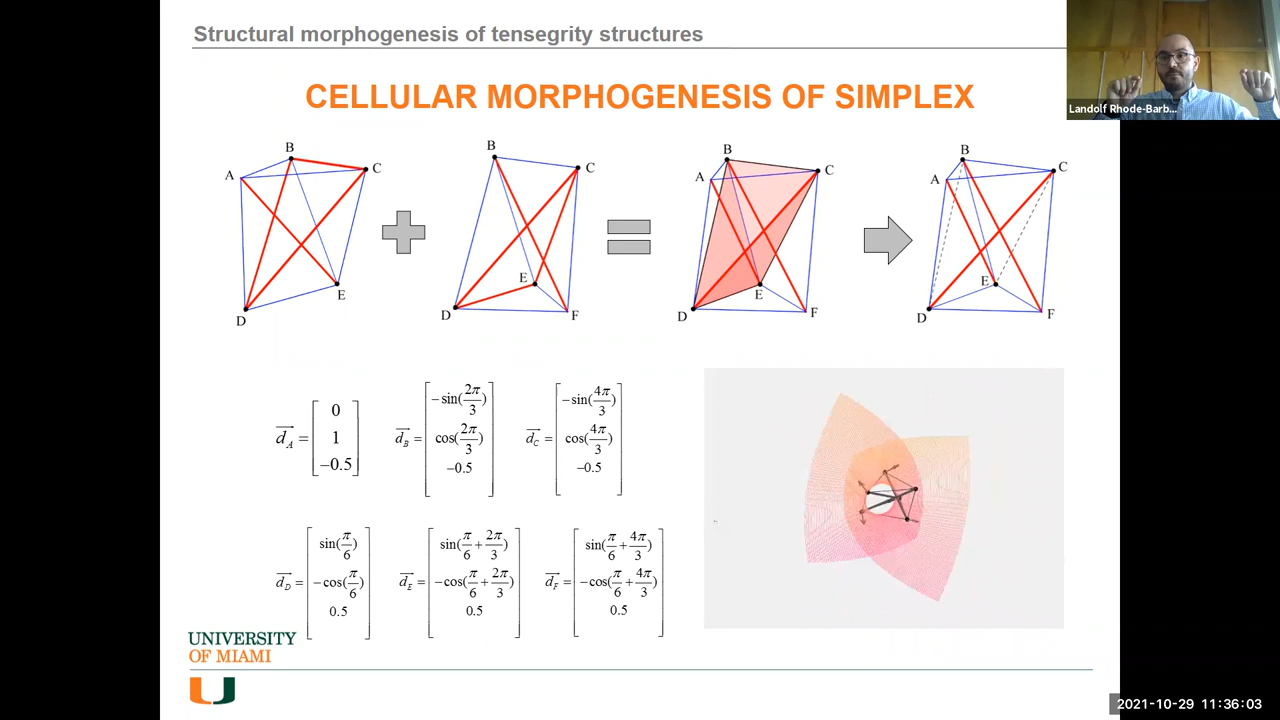 Structural morphogenesis of tensegrity structures
Landolf Rhode-Barb...
CELLULAR MORPHOGENESIS OF SIMPLEX
A B C D E
B C D E F
A B C D E F
A B C D E F
d_A = [0, 1, −0.5]
d_B = [−sin(2π/3), cos(2π/3), −0.5]
d_C = [−sin(4π/3), cos(4π/3), −0.5]
d_D = [sin(π/6), −cos(π/6), 0.5]
d_E = [sin(π/6 + 2π/3), −cos(π/6 + 2π/3), 0.5]
d_F = [sin(π/6 + 4π/3), −cos(π/6 + 4π/3), 0.5]
UNIVERSITY
OF MIAMI
U
2021-10-29 11:36:03